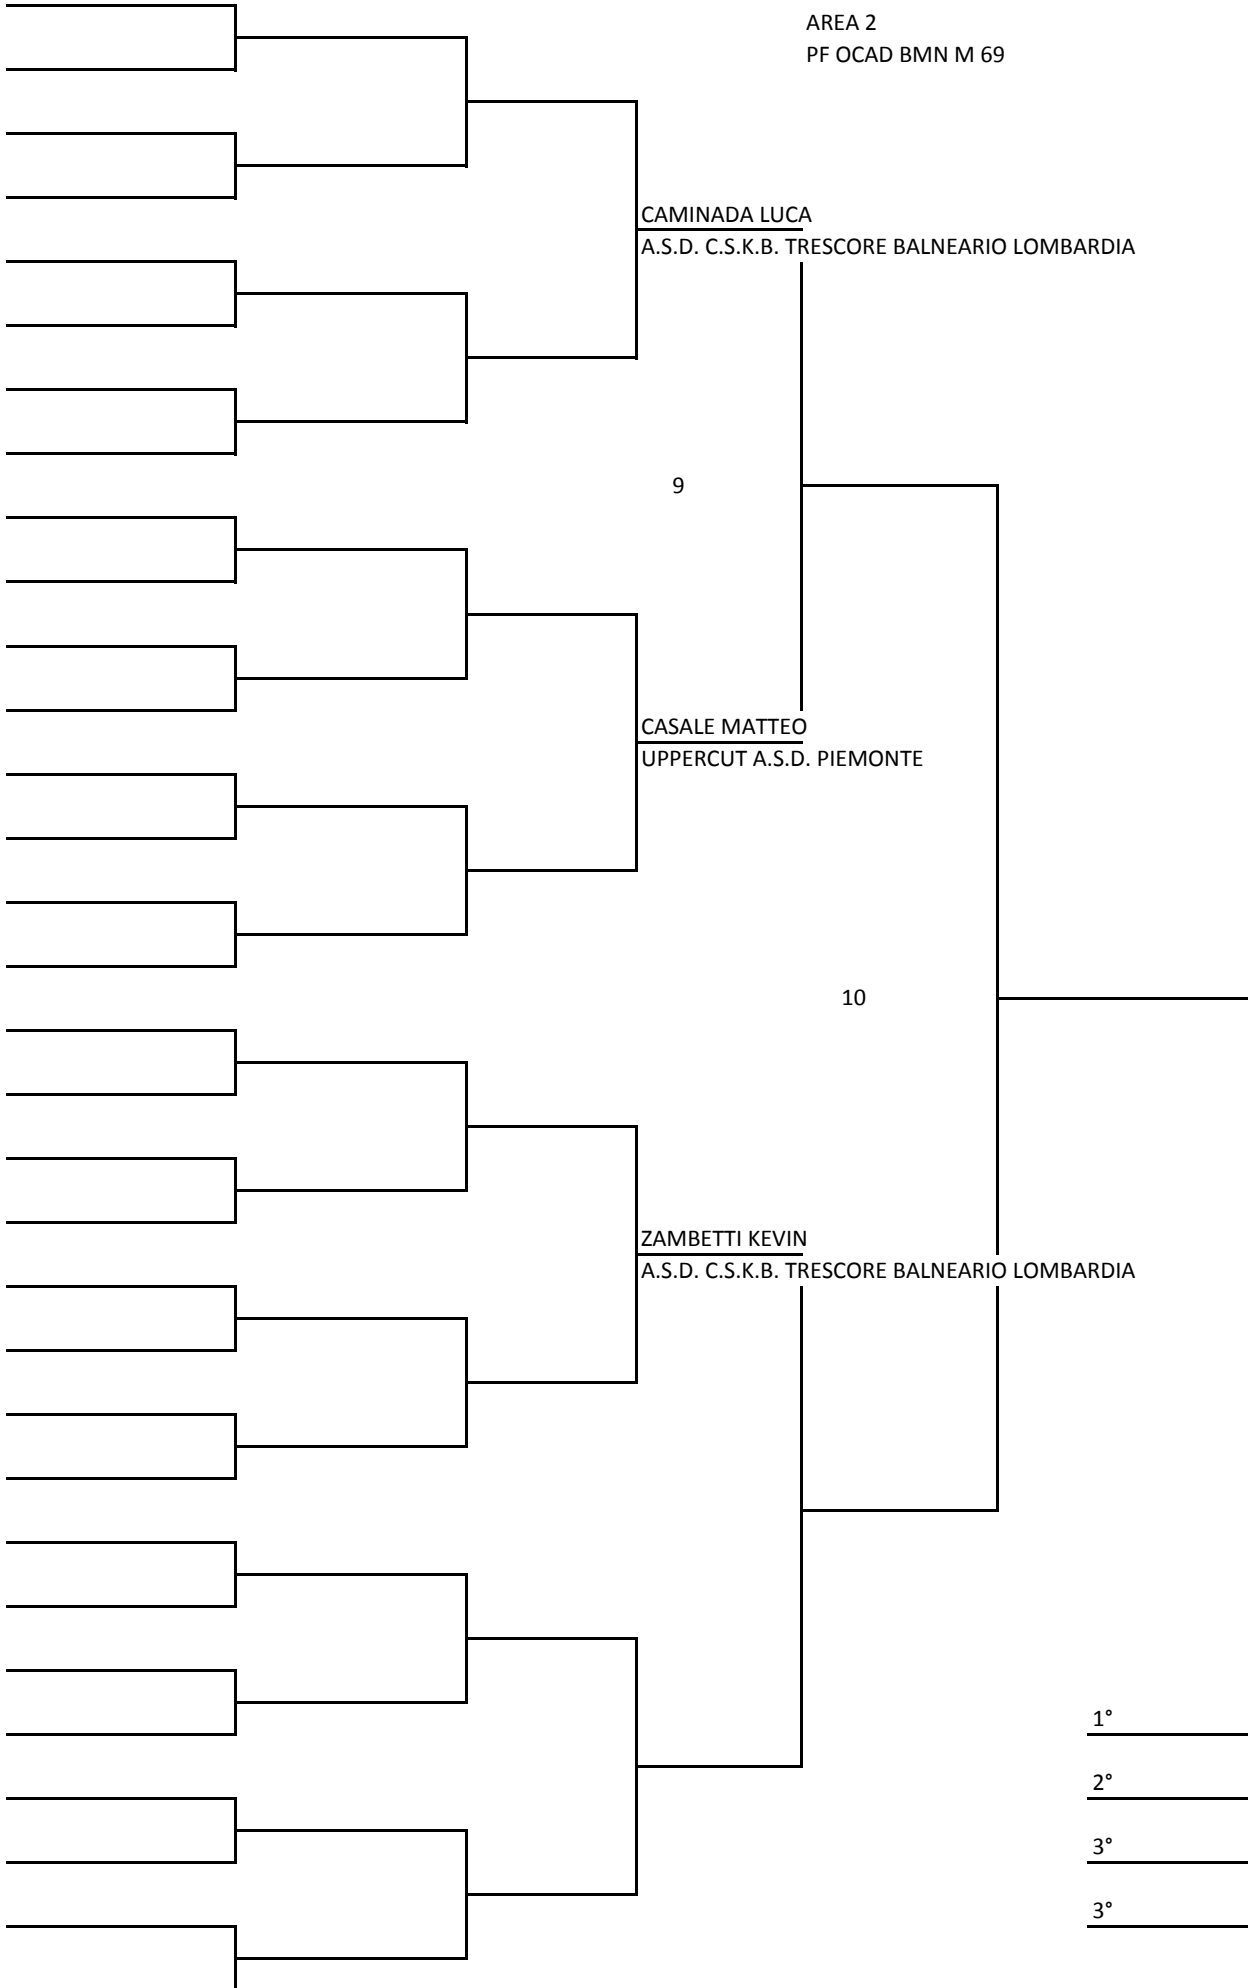 AREA 2
PF OCAD BMN M 69
CAMINADA LUCA
A.S.D. C.S.K.B. TRESCORE BALNEARIO LOMBARDIA
9
CASALE MATTEO
UPPERCUT A.S.D. PIEMONTE
10
ZAMBETTI KEVIN
A.S.D. C.S.K.B. TRESCORE BALNEARIO LOMBARDIA
1°
2°
3°
3°